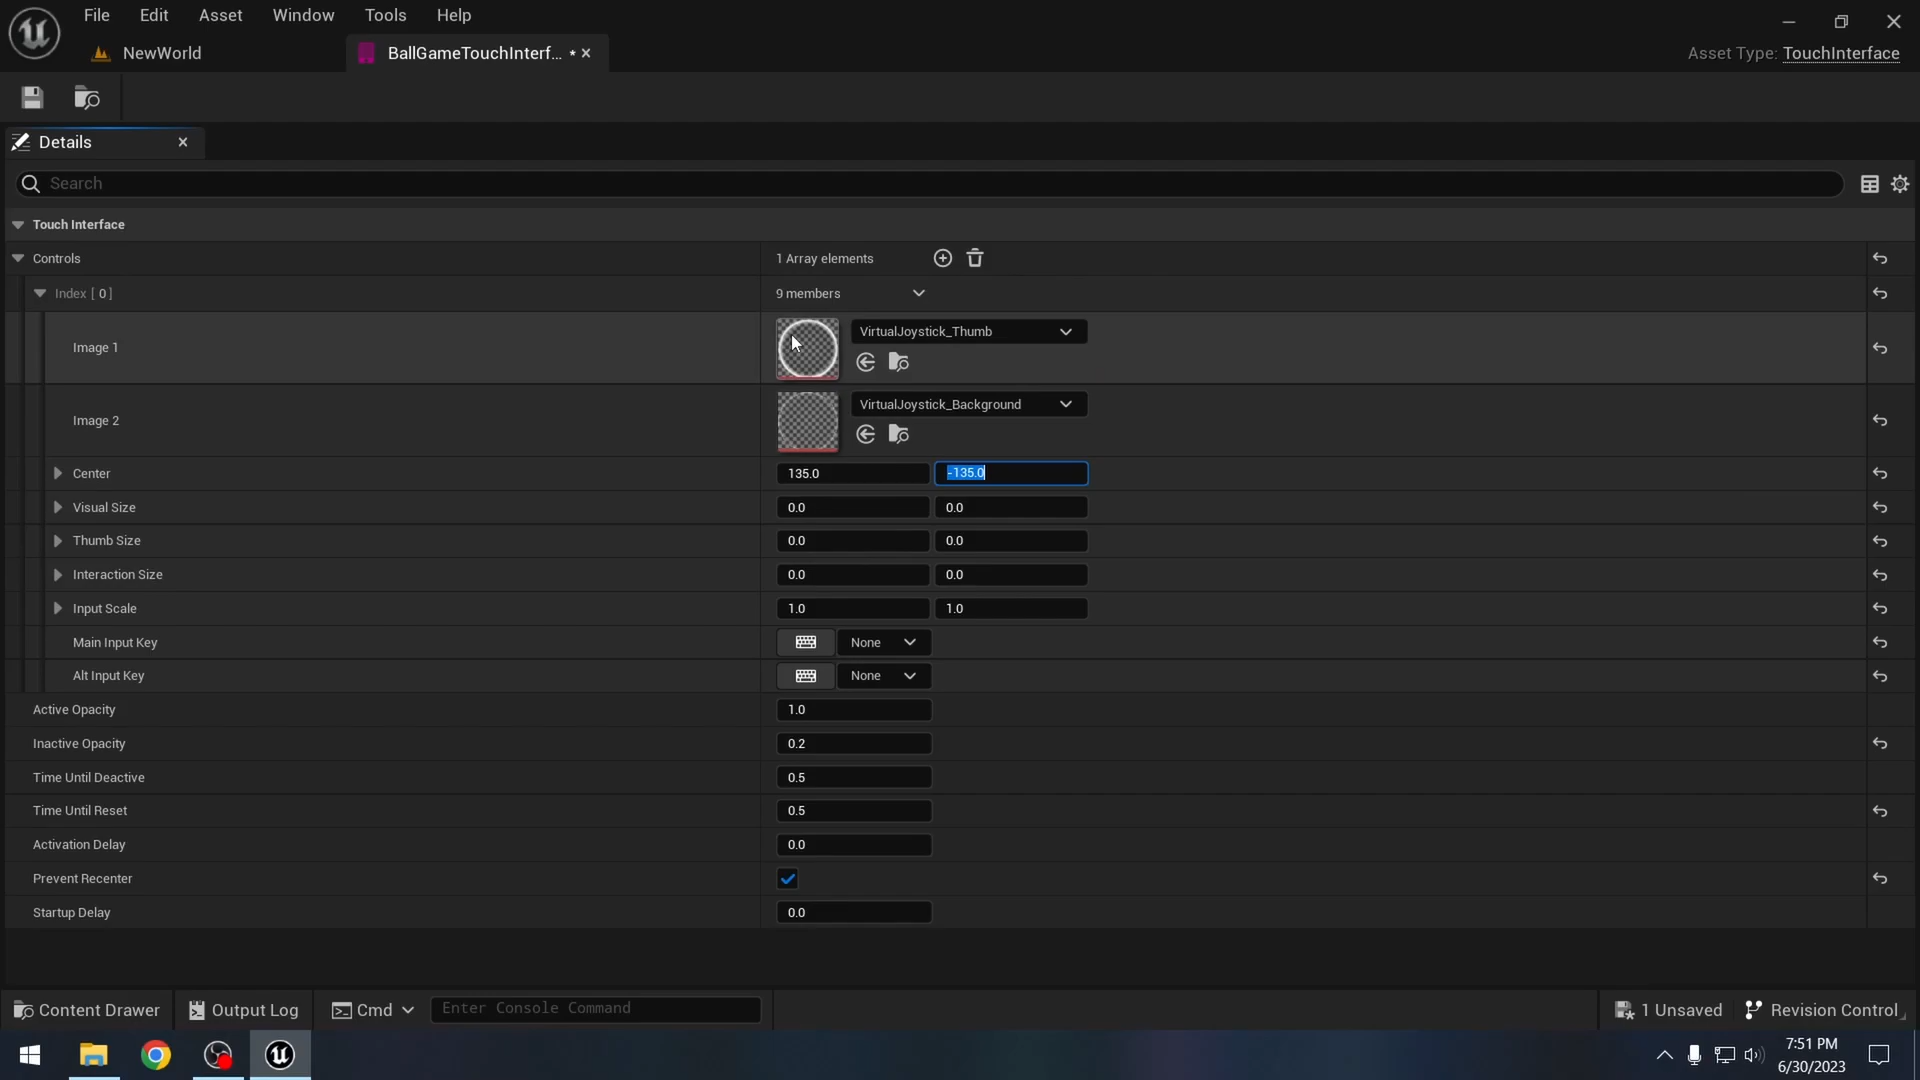 File Edit Asset Window Tools Help
NewWorld
BallGameTouchInterf... *
Asset Type: TouchInterface
Details
Search
Touch Interface
Controls 1 Array elements
Index [ 0 ] 9 members
Image 1 VirtualJoystick_Thumb
Image 2 VirtualJoystick_Background
Center 135.0 -135.0
Visual Size 0.0 0.0
Thumb Size 0.0 0.0
Interaction Size 0.0 0.0
Input Scale 1.0 1.0
Main Input Key None
Alt Input Key None
Active Opacity 1.0
Inactive Opacity 0.2
Time Until Deactive 0.5
Time Until Reset 0.5
Activation Delay 0.0
Prevent Recenter
Startup Delay 0.0
Content Drawer Output Log Cmd Enter Console Command 1 Unsaved Revision Control
7:51 PM
6/30/2023